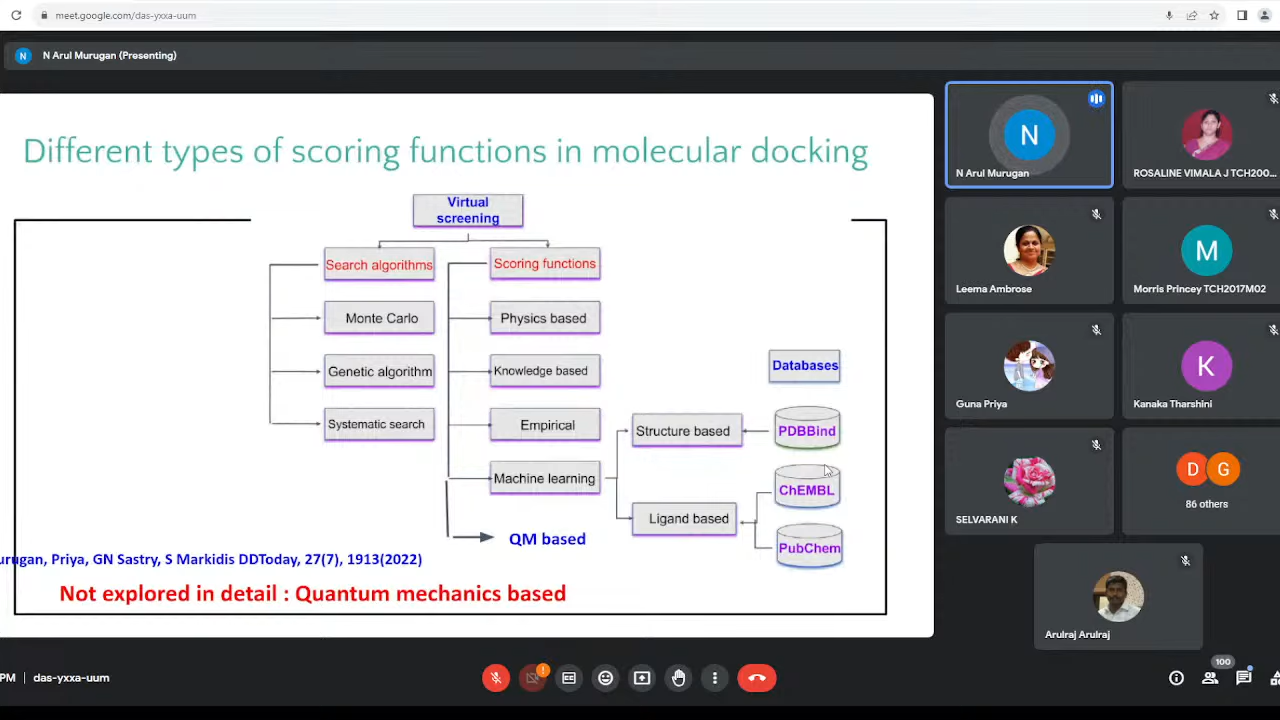 meet.google.com/das-yxxa-uum
N
N Arul Murugan (Presenting)
Different types of scoring functions in molecular docking
Virtual
screening
Search algorithms
Scoring functions
Monte Carlo
Physics based
Genetic algorithm
Knowledge based
Databases
Systematic search
Empirical
Structure based
PDBBind
Machine learning
ChEMBL
Ligand based
QM based
PubChem
urugan, Priya, GN Sastry, S Markidis DDToday, 27(7), 1913(2022)
Not explored in detail : Quantum mechanics based
N
N Arul Murugan
ROSALINE VIMALA J TCH200...
Leema Ambrose
M
Morris Princey TCH2017M02
Guna Priya
K
Kanaka Tharshini
SELVARANI K
D G
86 others
Arulraj Arulraj
PM
das-yxxa-uum
!
100